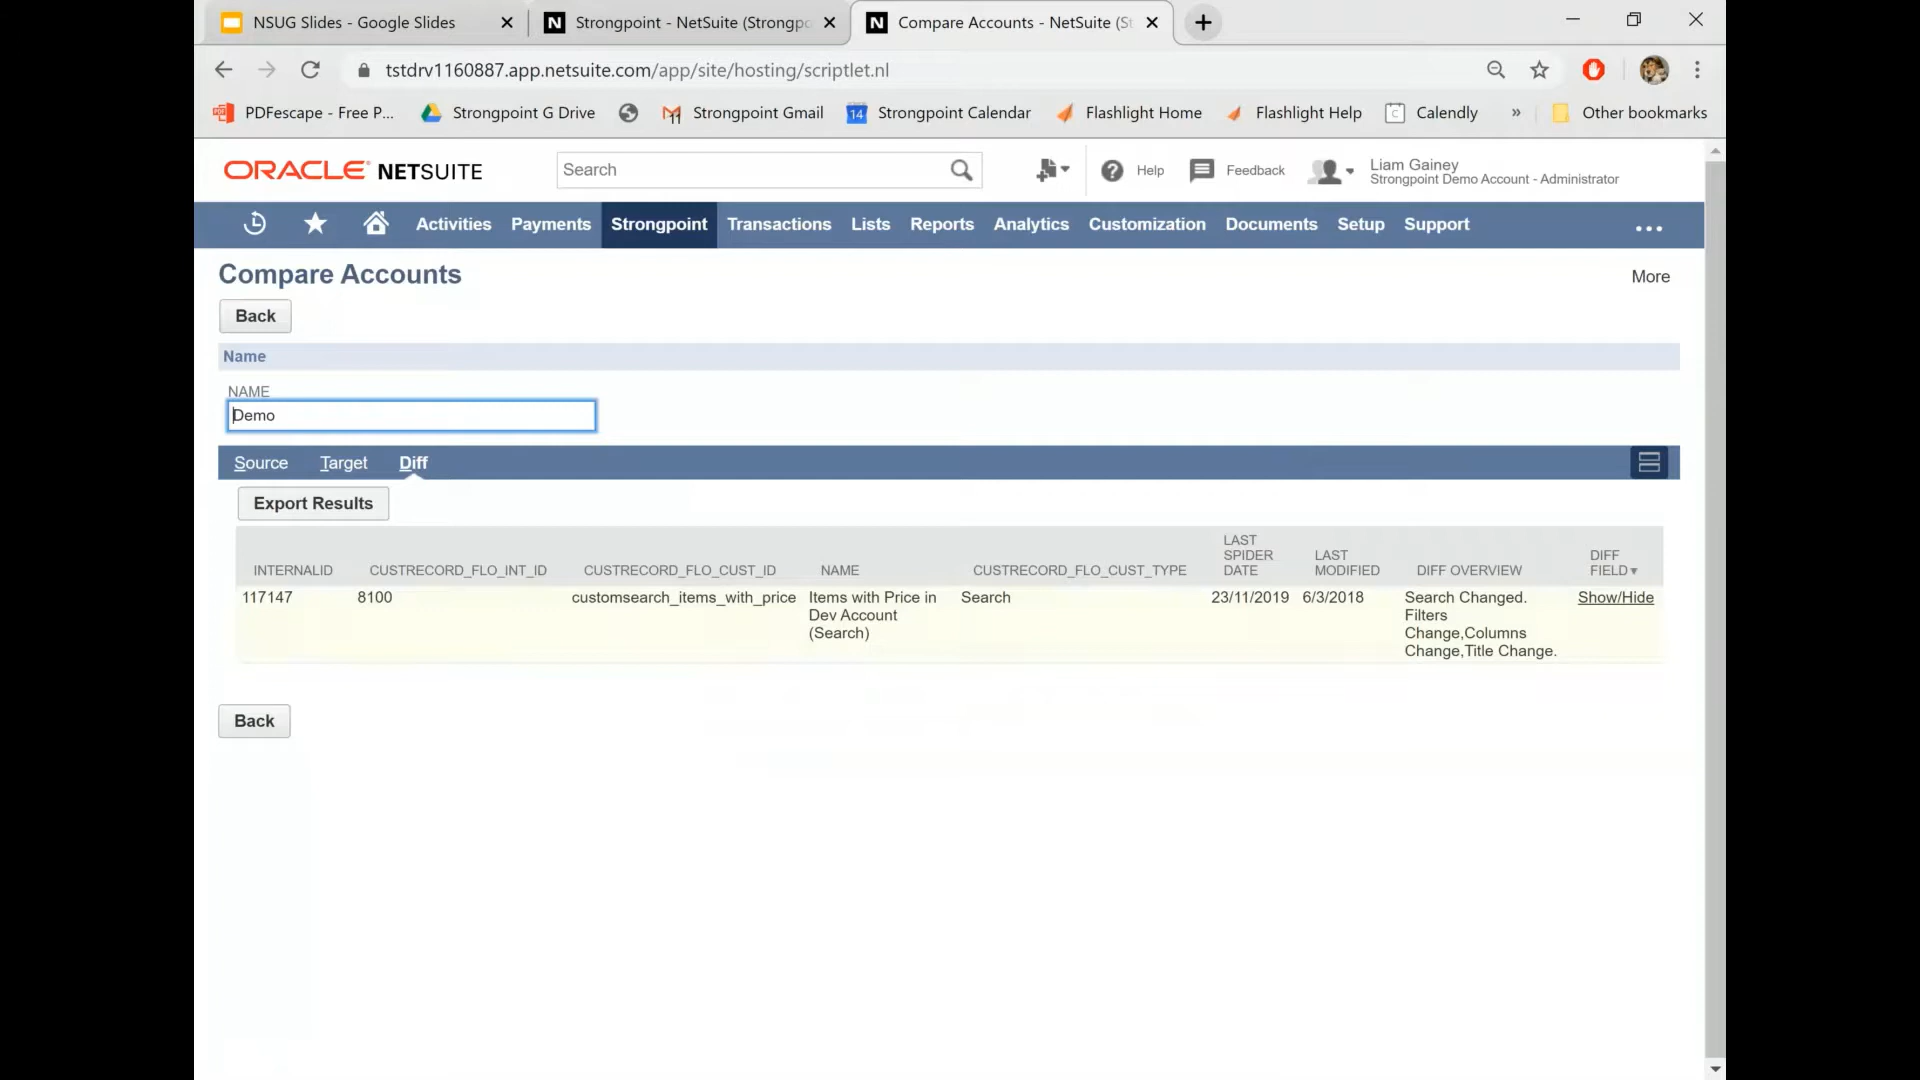 NSUG Slides - Google Slides
Strongpoint - NetSuite (Strongpo
Compare Accounts - NetSuite (St
tstdrv1160887.app.netsuite.com/app/site/hosting/scriptlet.nl
PDFescape - Free P...
Strongpoint G Drive
Strongpoint Gmail
14
Strongpoint Calendar
Flashlight Home
Flashlight Help
Calendly
»
Other bookmarks
ORACLE NETSUITE
Search
Help
Feedback
Liam Gainey
Strongpoint Demo Account - Administrator
Activities
Payments
Strongpoint
Transactions
Lists
Reports
Analytics
Customization
Documents
Setup
Support
Compare Accounts
More
Back
Name
NAME
Demo
Source
Target
Diff
Export Results
INTERNALID
CUSTRECORD_FLO_INT_ID
CUSTRECORD_FLO_CUST_ID
NAME
CUSTRECORD_FLO_CUST_TYPE
LAST
SPIDER
DATE
LAST
MODIFIED
DIFF OVERVIEW
DIFF
FIELD▼
117147
8100
customsearch_items_with_price
Items with Price in
Dev Account
(Search)
Search
23/11/2019
6/3/2018
Search Changed.
Filters
Change,Columns
Change,Title Change.
Show/Hide
Back